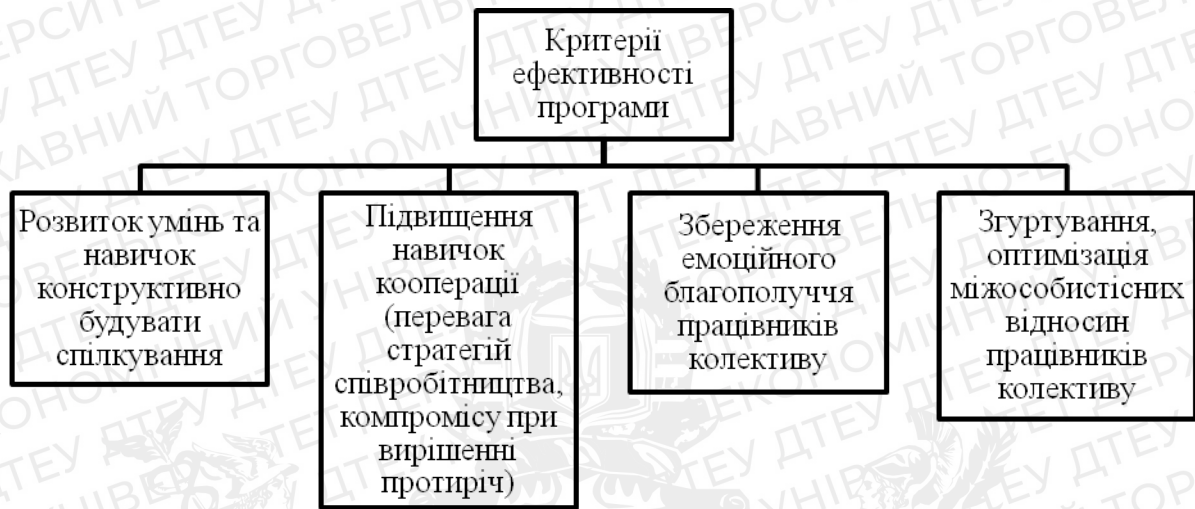 Критерії
ефективності
програми
Розвиток умінь та
навичок
конструктивно
будувати
спілкування
Підвищення
навичок
кооперації
(перевага
стратегій
співробітництва,
компромісу при
вирішенні
протиріч)
Збереження
емоційного
благополуччя
працівників
колективу
Згуртування,
оптимізація
міжособистісних
відносин
працівників
колективу